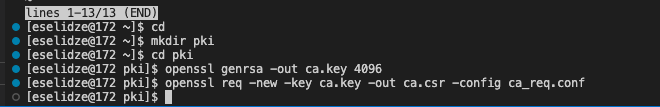 lines 1-13/13 (END)
[eselidze@172 ~]$ cd
[eselidze@172 ~]$ mkdir pki
[eselidze@172 ~]$ cd pki
[eselidze@172 pki]$ openssl genrsa -out ca.key 4096
[eselidze@172 pki]$ openssl req -new -key ca.key -out ca.csr -config ca_req.conf
[eselidze@172 pki]$